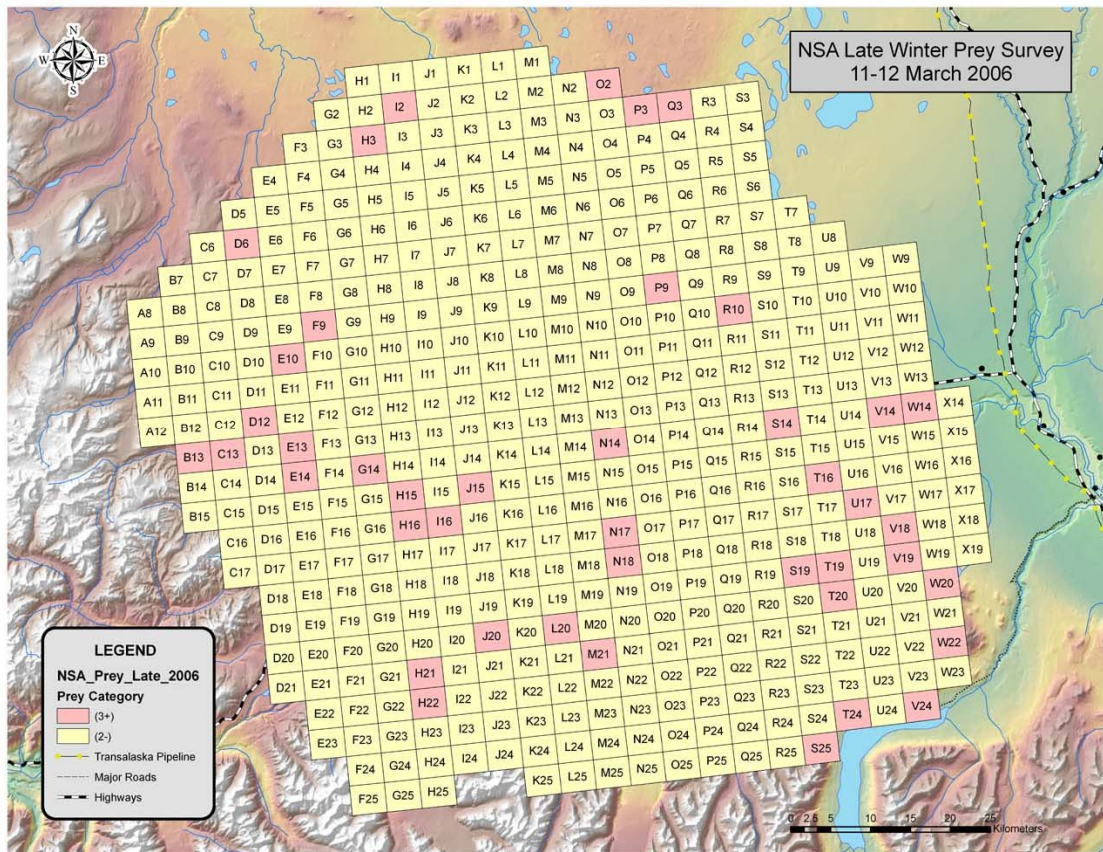 NSA Late Winter Prey Survey
11-12 March 2006
N
W E
S
H1 I1 J1 K1 L1 M1
G2 H2 I2 J2 K2 L2 M2 N2 O2
F3 G3 H3 I3 J3 K3 L3 M3 N3 O3 P3 Q3 R3 S3
E4 F4 G4 H4 I4 J4 K4 L4 M4 N4 O4 P4 Q4 R4 S4
D5 E5 F5 G5 H5 I5 J5 K5 L5 M5 N5 O5 P5 Q5 R5 S5
C6 D6 E6 F6 G6 H6 I6 J6 K6 L6 M6 N6 O6 P6 Q6 R6 S6
B7 C7 D7 E7 F7 G7 H7 I7 J7 K7 L7 M7 N7 O7 P7 Q7 R7 S7 T7
A8 B8 C8 D8 E8 F8 G8 H8 I8 J8 K8 L8 M8 N8 O8 P8 Q8 R8 S8 T8 U8
A9 B9 C9 D9 E9 F9 G9 H9 I9 J9 K9 L9 M9 N9 O9 P9 Q9 R9 S9 T9 U9 V9 W9
A10 B10 C10 D10 E10 F10 G10 H10 I10 J10 K10 L10 M10 N10 O10 P10 Q10 R10 S10 T10 U10 V10 W10
A11 B11 C11 D11 E11 F11 G11 H11 I11 J11 K11 L11 M11 N11 O11 P11 Q11 R11 S11 T11 U11 V11 W11
A12 B12 C12 D12 E12 F12 G12 H12 I12 J12 K12 L12 M12 N12 O12 P12 Q12 R12 S12 T12 U12 V12 W12
B13 C13 D13 E13 F13 G13 H13 I13 J13 K13 L13 M13 N13 O13 P13 Q13 R13 S13 T13 U13 V13 W13
B14 C14 D14 E14 F14 G14 H14 I14 J14 K14 L14 M14 N14 O14 P14 Q14 R14 S14 T14 U14 V14 W14 X14
B15 C15 D15 E15 F15 G15 H15 I15 J15 K15 L15 M15 N15 O15 P15 Q15 R15 S15 T15 U15 V15 W15 X15
C16 D16 E16 F16 G16 H16 I16 J16 K16 L16 M16 N16 O16 P16 Q16 R16 S16 T16 U16 V16 W16 X16
C17 D17 E17 F17 G17 H17 I17 J17 K17 L17 M17 N17 O17 P17 Q17 R17 S17 T17 U17 V17 W17 X17
D18 E18 F18 G18 H18 I18 J18 K18 L18 M18 N18 O18 P18 Q18 R18 S18 T18 U18 V18 W18 X18
D19 E19 F19 G19 H19 I19 J19 K19 L19 M19 N19 O19 P19 Q19 R19 S19 T19 U19 V19 W19 X19
D20 E20 F20 G20 H20 I20 J20 K20 L20 M20 N20 O20 P20 Q20 R20 S20 T20 U20 V20 W20
D21 E21 F21 G21 H21 I21 J21 K21 L21 M21 N21 O21 P21 Q21 R21 S21 T21 U21 V21 W21
E22 F22 G22 H22 I22 J22 K22 L22 M22 N22 O22 P22 Q22 R22 S22 T22 U22 V22 W22
E23 F23 G23 H23 I23 J23 K23 L23 M23 N23 O23 P23 Q23 R23 S23 T23 U23 V23 W23
F24 G24 H24 I24 J24 K24 L24 M24 N24 O24 P24 Q24 R24 S24 T24 U24 V24
F25 G25 H25 K25 L25 M25 N25 O25 P25 Q25 R25 S25
LEGEND
NSA_Prey_Late_2006
Prey Category
(3+)
(2-)
Transalaska Pipeline
Major Roads
Highways
0 2.5 5 10 15 20 25
Kilometers